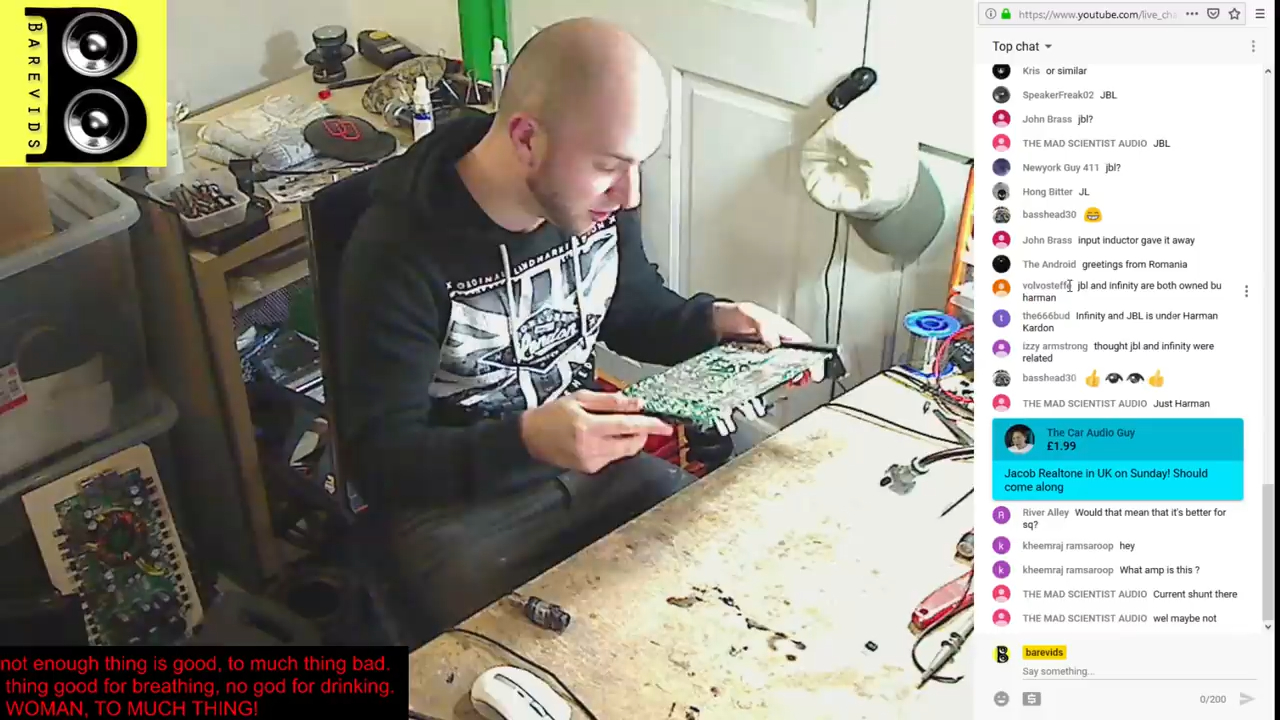 BAREVIDS
B
https://www.youtube.com/live_cha
Top chat
Kris or similar
SpeakerFreak02 JBL
John Brass jbl?
THE MAD SCIENTIST AUDIO JBL
Newyork Guy 411 jbl?
Hong Bitter JL
basshead30
John Brass input inductor gave it away
The Android greetings from Romania
jbl and infinity are both owned bu
harman
the666bud Infinity and JBL is under Harman
Kardon
izzy armstrong thought jbl and infinity were
related
basshead30
THE MAD SCIENTIST AUDIO Just Harman
The Car Audio Guy
£1.99
Jacob Realtone in UK on Sunday! Should
come along
River Alley Would that mean that it's better for
sq?
kheemraj ramsaroop hey
kheemraj ramsaroop What amp is this ?
THE MAD SCIENTIST AUDIO Current shunt there
THE MAD SCIENTIST AUDIO wel maybe not
barevids
Say something...
0/200
ORIGINAL LANDMARK
London
not enough thing is good, to much thing bad.
thing good for breathing, no god for drinking.
WOMAN, TO MUCH THING!